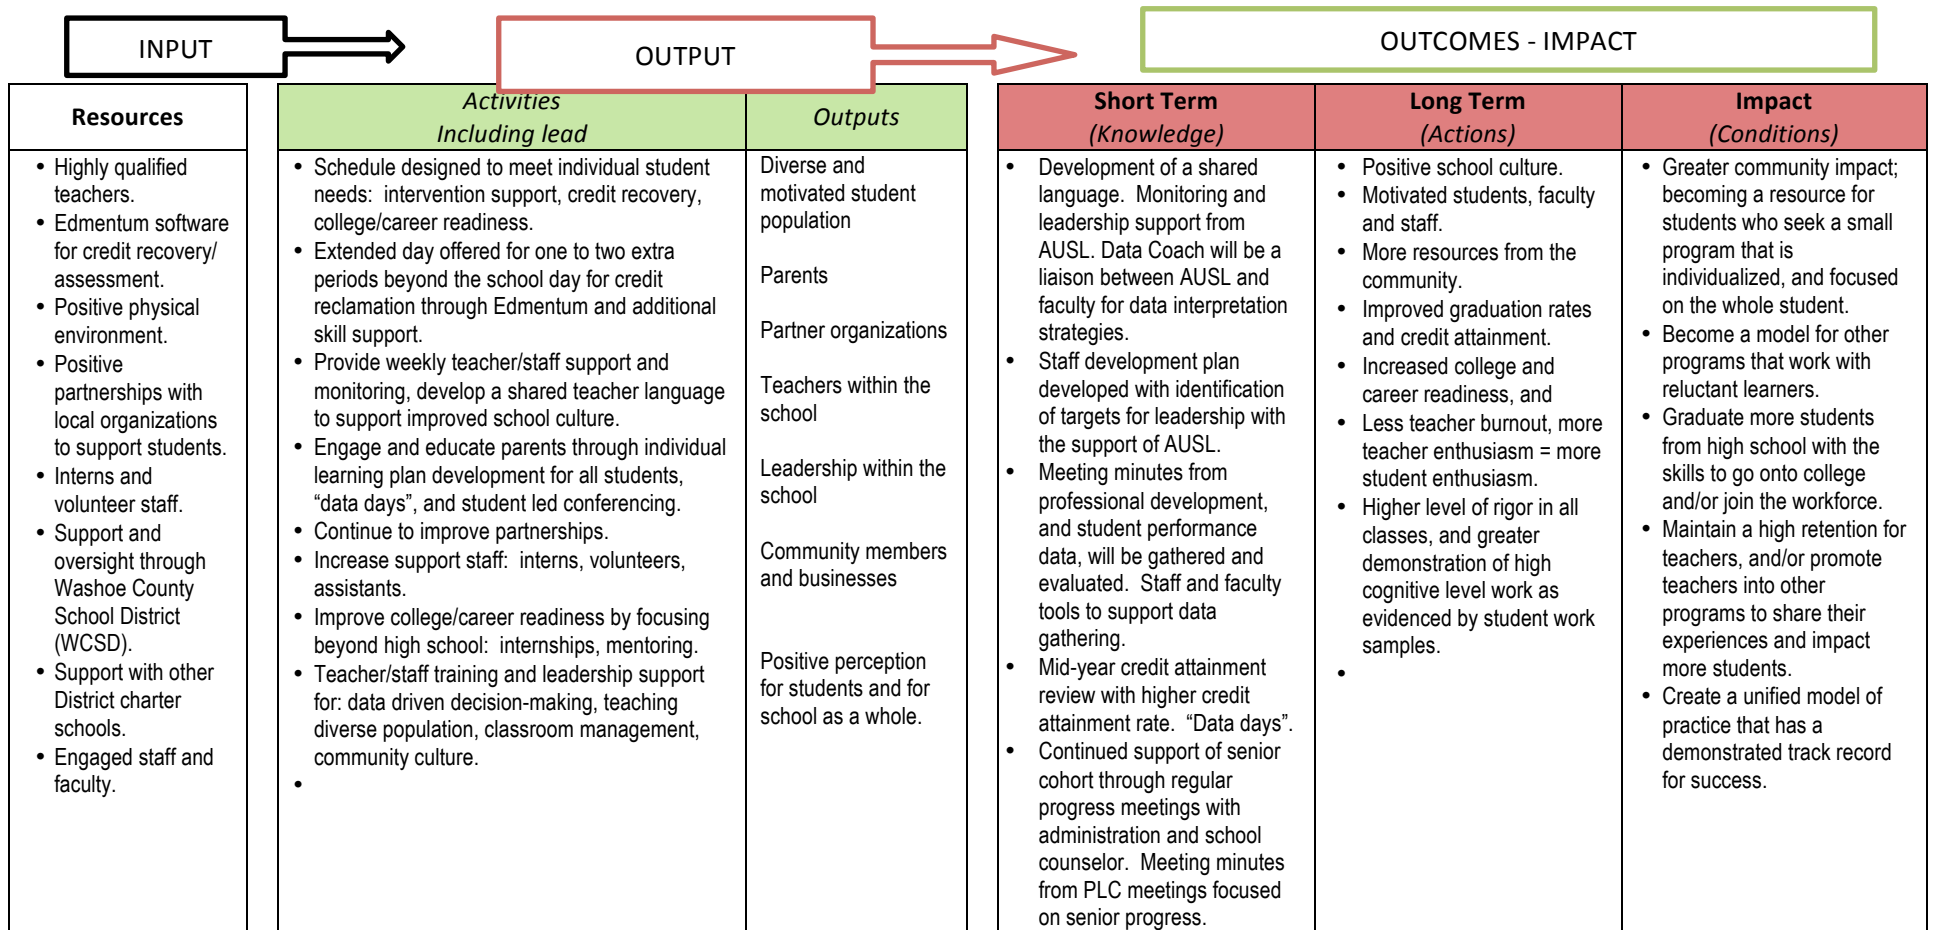 INPUT
OUTPUT
OUTCOMES - IMPACT
Resources
• Highly qualified
teachers.
• Edmentum software
for credit recovery/
assessment.
• Positive physical
environment.
• Positive
partnerships with
local organizations
to support students.
• Interns and
volunteer staff.
• Support and
oversight through
Washoe County
School District
(WCSD).
• Support with other
District charter
schools.
• Engaged staff and
faculty.
Activities
Including lead
• Schedule designed to meet individual student
needs: intervention support, credit recovery,
college/career readiness.
• Extended day offered for one to two extra
periods beyond the school day for credit
reclamation through Edmentum and additional
skill support.
• Provide weekly teacher/staff support and
monitoring, develop a shared teacher language
to support improved school culture.
• Engage and educate parents through individual
learning plan development for all students,
“data days”, and student led conferencing.
• Continue to improve partnerships.
• Increase support staff: interns, volunteers,
assistants.
• Improve college/career readiness by focusing
beyond high school: internships, mentoring.
• Teacher/staff training and leadership support
for: data driven decision-making, teaching
diverse population, classroom management,
community culture.
•
Outputs
Diverse and
motivated student
population
Parents
Partner organizations
Teachers within the
school
Leadership within the
school
Community members
and businesses
Positive perception
for students and for
school as a whole.
Short Term
(Knowledge)
• Development of a shared
language. Monitoring and
leadership support from
AUSL. Data Coach will be a
liaison between AUSL and
faculty for data interpretation
strategies.
• Staff development plan
developed with identification
of targets for leadership with
the support of AUSL.
• Meeting minutes from
professional development,
and student performance
data, will be gathered and
evaluated. Staff and faculty
tools to support data
gathering.
• Mid-year credit attainment
review with higher credit
attainment rate. “Data days”.
• Continued support of senior
cohort through regular
progress meetings with
administration and school
counselor. Meeting minutes
from PLC meetings focused
on senior progress.
Long Term
(Actions)
• Positive school culture.
• Motivated students, faculty
and staff.
• More resources from the
community.
• Improved graduation rates
and credit attainment.
• Increased college and
career readiness, and
• Less teacher burnout, more
teacher enthusiasm = more
student enthusiasm.
• Higher level of rigor in all
classes, and greater
demonstration of high
cognitive level work as
evidenced by student work
samples.
•
Impact
(Conditions)
• Greater community impact;
becoming a resource for
students who seek a small
program that is
individualized, and focused
on the whole student.
• Become a model for other
programs that work with
reluctant learners.
• Graduate more students
from high school with the
skills to go onto college
and/or join the workforce.
• Maintain a high retention for
teachers, and/or promote
teachers into other
programs to share their
experiences and impact
more students.
• Create a unified model of
practice that has a
demonstrated track record
for success.